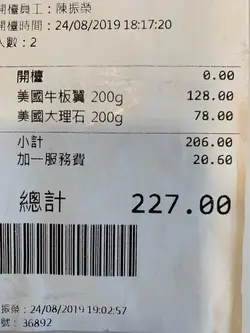 開檯員工：陳振榮
開檯時間：24/08/2019 18:17:20
人數：2
開檯 0.00
美國牛板翼 200g 128.00
美國大理石 200g 78.00
小計 206.00
加一服務費 20.60
總計 227.00
振榮：24/08/2019 19:02:57
號：36892